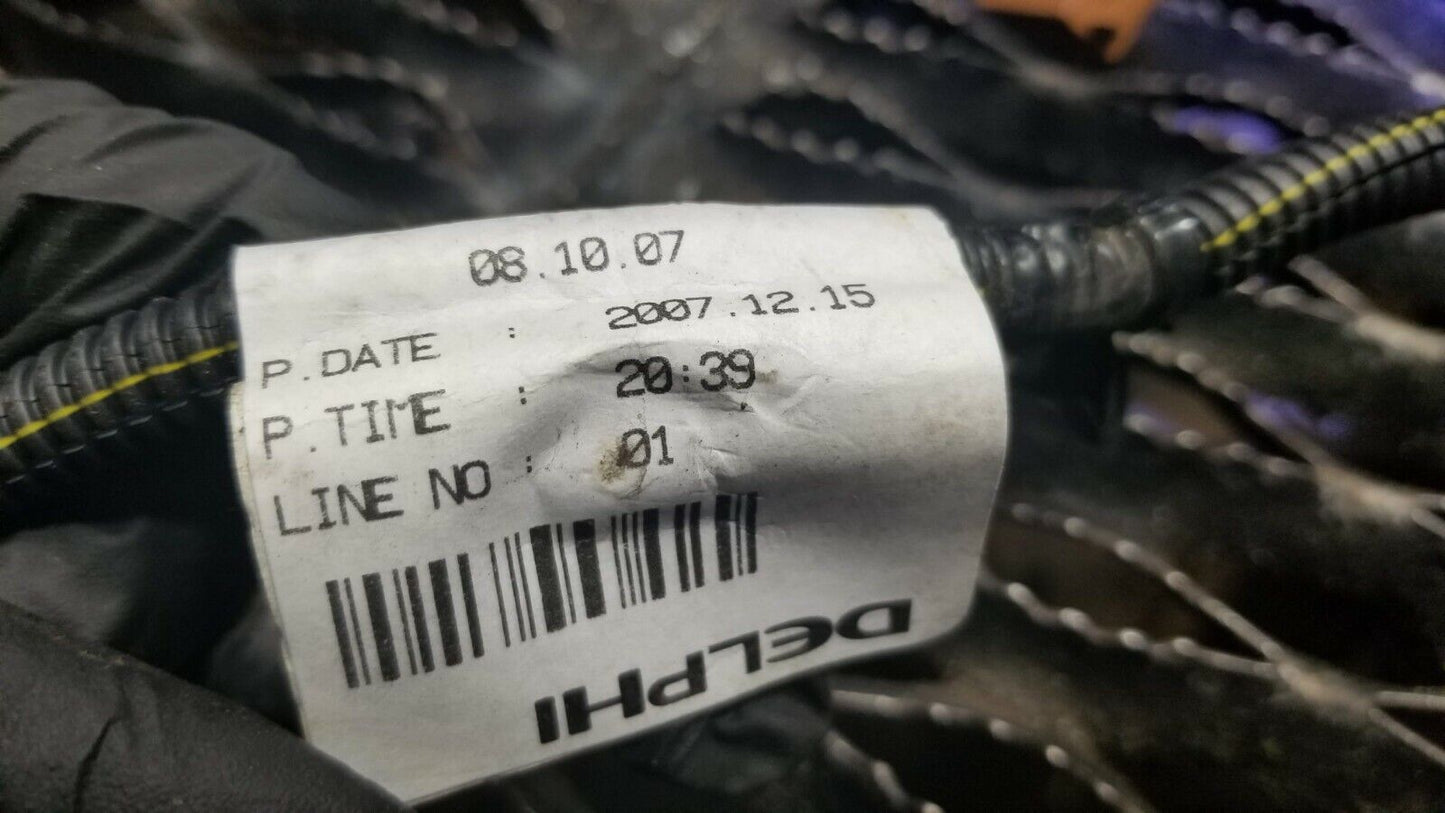 08.10.07
P.DATE : 2007.12.15
P.TIME : 20:39
LINE NO : 01
DELPHI